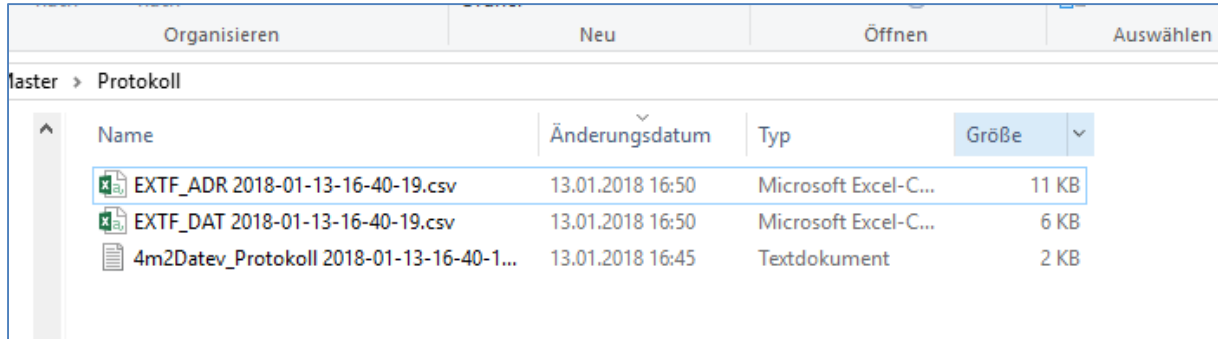 Organisieren Neu Öffnen Auswählen
Protokoll
Name Änderungsdatum Typ Größe
EXTF_ADR 2018-01-13-16-40-19.csv 13.01.2018 16:50 Microsoft Excel-C... 11 KB
EXTF_DAT 2018-01-13-16-40-19.csv 13.01.2018 16:50 Microsoft Excel-C... 6 KB
4m2Datev_Protokoll 2018-01-13-16-40-1... 13.01.2018 16:45 Textdokument 2 KB